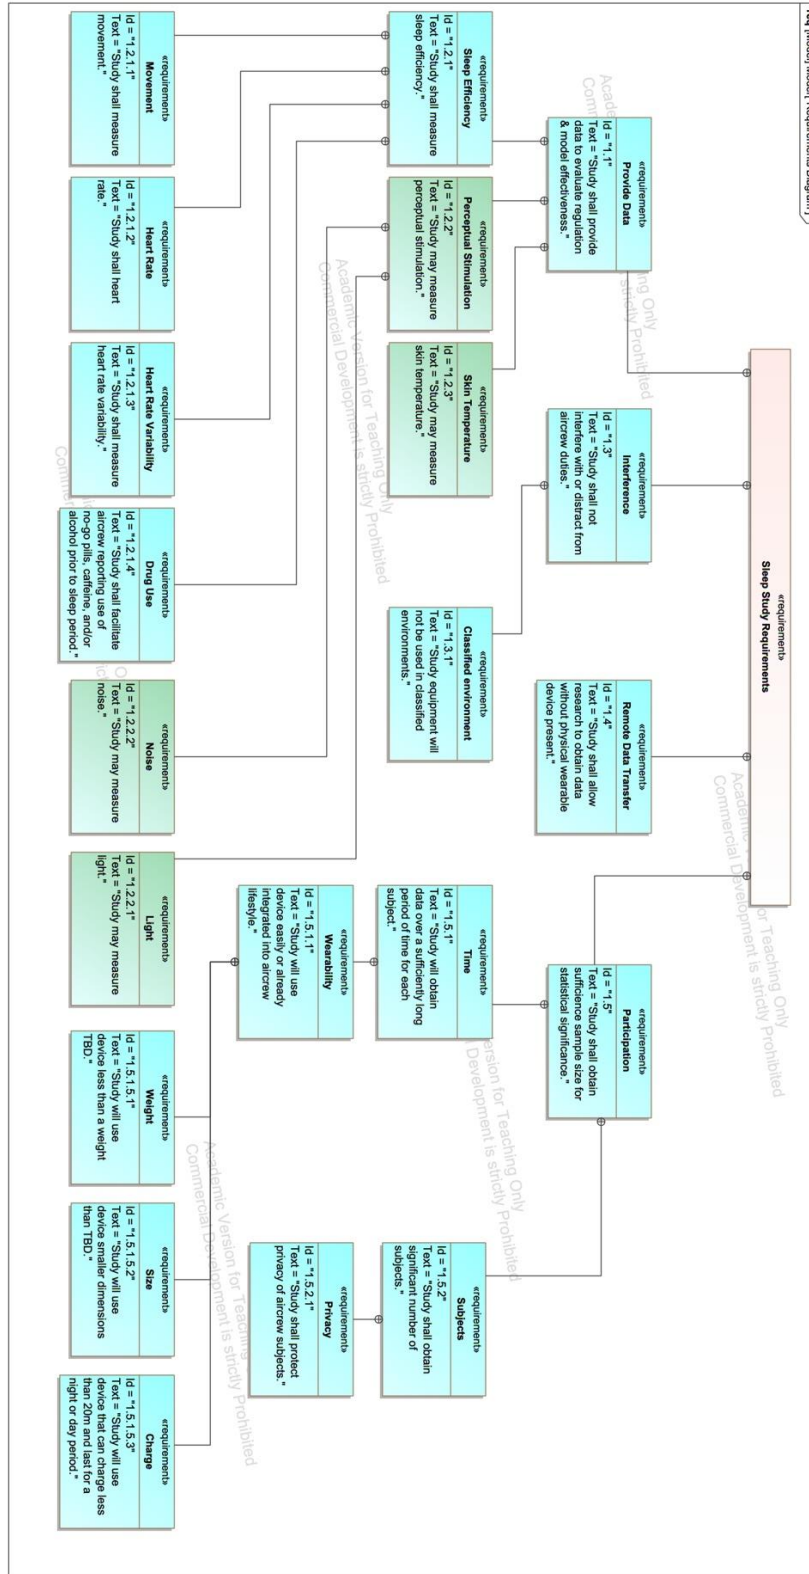 req [Model] Model[ Requirements Diagram ]
«requirement»
Sleep Study Requirements
«requirement»
Provide Data
Id = "1.1"
Text = "Study shall provide
data to evaluate regulation
& model effectiveness."
«requirement»
Interference
Id = "1.3"
Text = "Study shall not
interfere with or distract from
aircrew duties."
«requirement»
Remote Data Transfer
Id = "1.4"
Text = "Study shall allow
research to obtain data
without physical wearable
device present."
«requirement»
Participation
Id = "1.5"
Text = "Study shall obtain
sufficience sample size for
statistical significance."
«requirement»
Sleep Efficiency
Id = "1.2.1"
Text = "Study shall measure
sleep efficiency."
«requirement»
Perceptual Stimulation
Id = "1.2.2"
Text = "Study may measure
perceptual stimulation."
«requirement»
Skin Temperature
Id = "1.2.3"
Text = "Study may measure
skin temperature."
«requirement»
Classified environment
Id = "1.3.1"
Text = "Study equipment will
not be used in classified
environments."
«requirement»
Time
Id = "1.5.1"
Text = "Study will obtain
data over a sufficiently long
period of time for each
subject."
«requirement»
Subjects
Id = "1.5.2"
Text = "Study shall obtain
significant number of
subjects."
«requirement»
Wearability
Id = "1.5.1.1"
Text = "Study will use
device easily or already
integrated into aircrew
lifestyle."
«requirement»
Privacy
Id = "1.5.2.1"
Text = "Study shall protect
privacy of aircrew subjects."
«requirement»
Movement
Id = "1.2.1.1"
Text = "Study shall measure
movement."
«requirement»
Heart Rate
Id = "1.2.1.2"
Text = "Study shall heart
rate."
«requirement»
Heart Rate Variability
Id = "1.2.1.3"
Text = "Study shall measure
heart rate variability."
«requirement»
Drug Use
Id = "1.2.1.4"
Text = "Study shall facilitate
aircrew reporting use of
no-go pills, caffeine, and/or
alcohol prior to sleep period."
«requirement»
Noise
Id = "1.2.2.2"
Text = "Study may measure
noise."
«requirement»
Light
Id = "1.2.2.1"
Text = "Study may measure
light."
«requirement»
Weight
Id = "1.5.1.5.1"
Text = "Study will use
device less than a weight
TBD."
«requirement»
Size
Id = "1.5.1.5.2"
Text = "Study will use
device smaller dimensions
than TBD."
«requirement»
Charge
Id = "1.5.1.5.3"
Text = "Study will use
device that can charge less
than 20m and last for a
night or day period."
Academic Version for Teaching Only
Commercial Development is strictly Prohibited